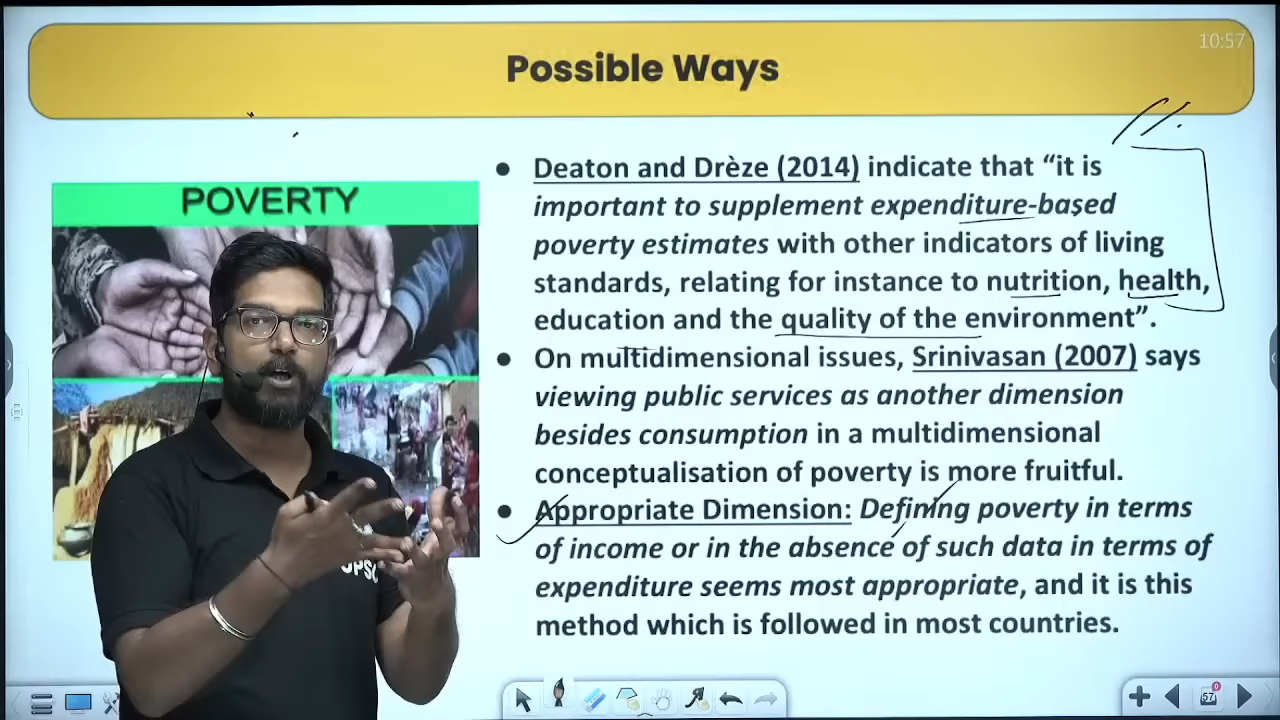 10:57
Possible Ways
POVERTY
● Deaton and Drèze (2014) indicate that “it is
important to supplement expenditure-based
poverty estimates with other indicators of living
standards, relating for instance to nutrition, health,
education and the quality of the environment”.
● On multidimensional issues, Srinivasan (2007) says
viewing public services as another dimension
besides consumption in a multidimensional
conceptualisation of poverty is more fruitful.
● Appropriate Dimension: Defining poverty in terms
of income or in the absence of such data in terms of
expenditure seems most appropriate, and it is this
method which is followed in most countries.
UPSC
57